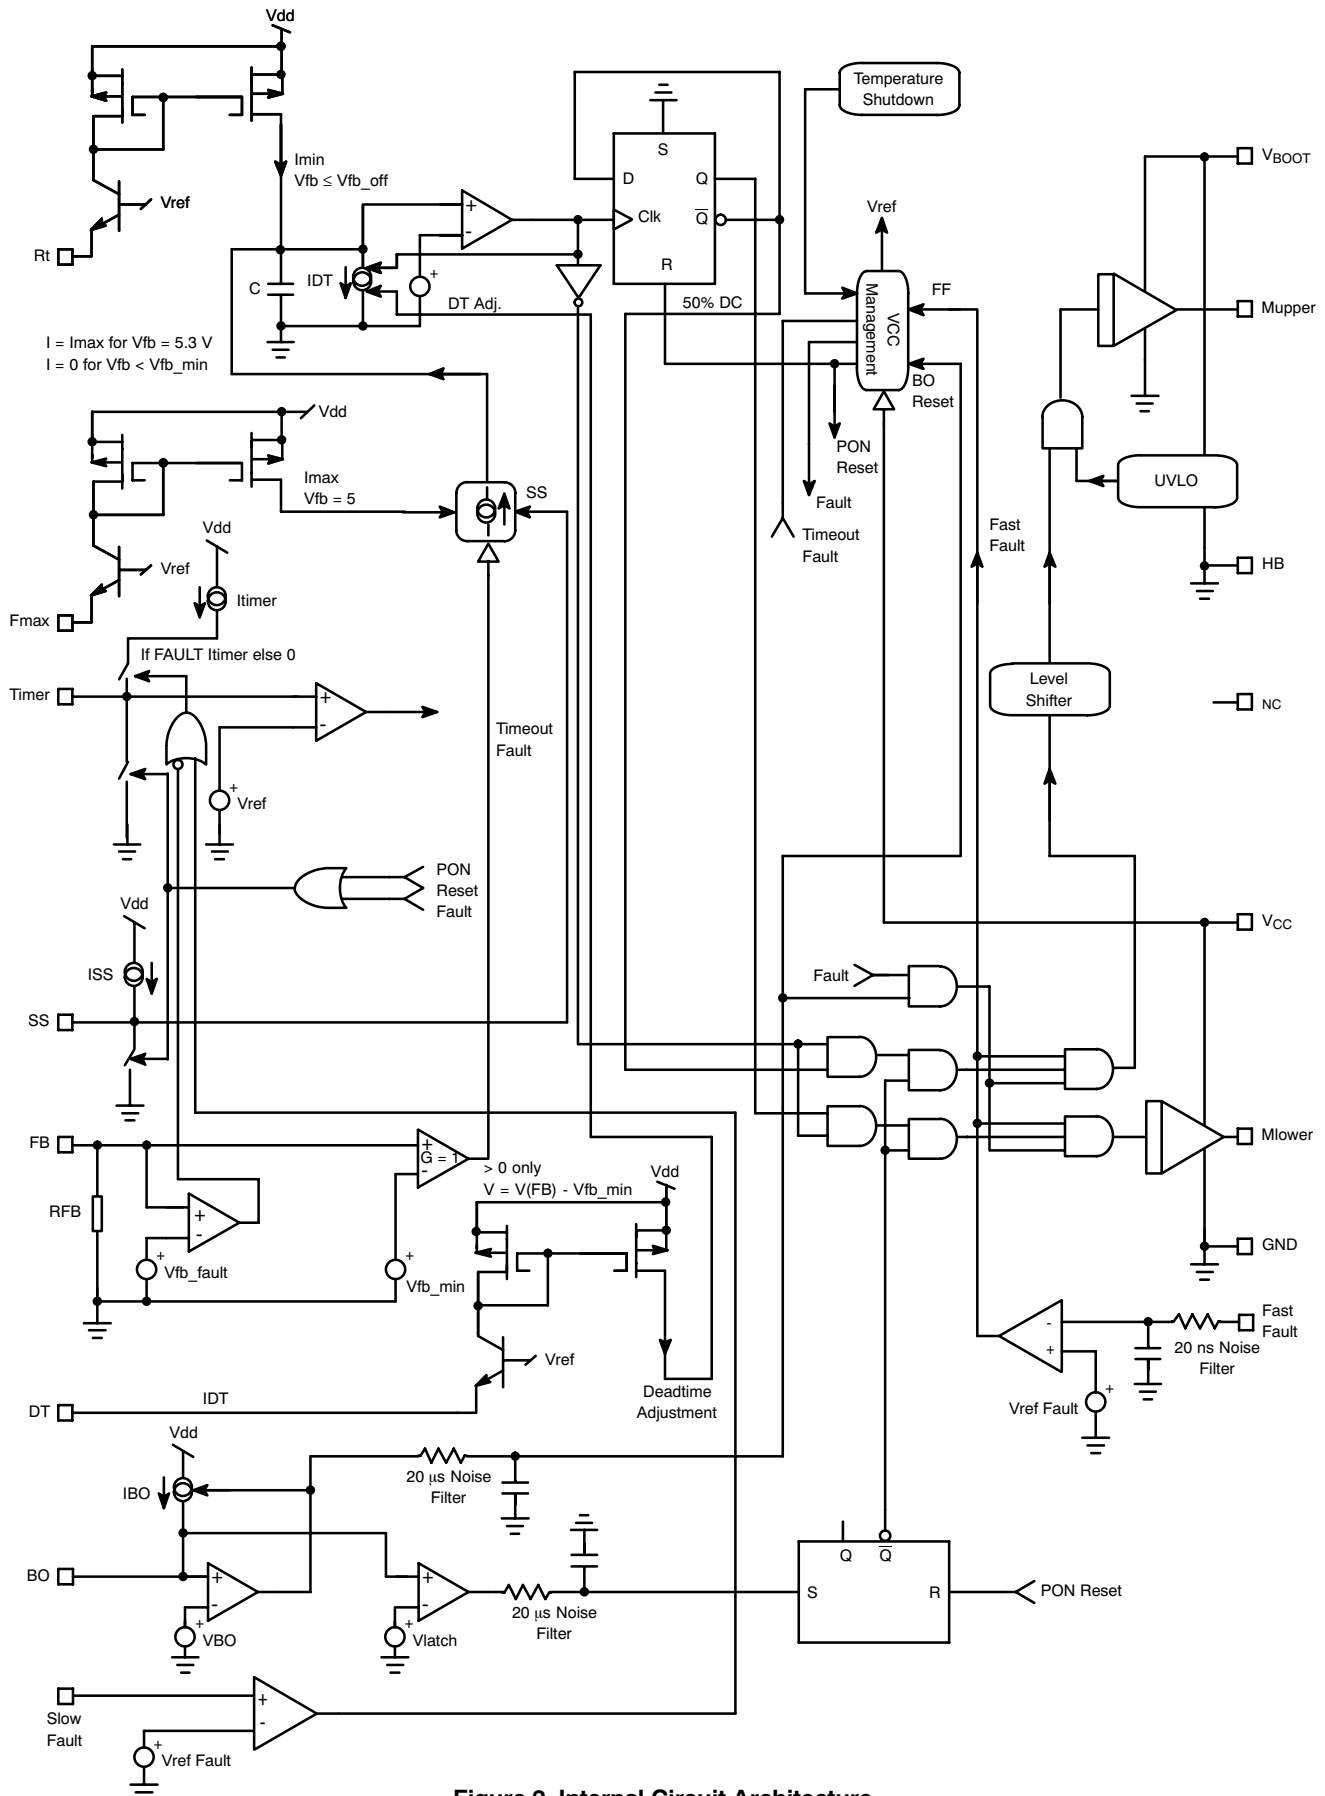 Vdd
Temperature
Shutdown
S
D
Q
Clk
Q
R
Imin
Vfb ≤ Vfb_off
Vref
Rt
+
-
C
IDT
+
DT Adj.
50% DC
Vref
VCC
Management
FF
BO
Reset
PON
Reset
Fault
Timeout
Fault
VBOOT
Mupper
UVLO
HB
I = Imax for Vfb = 5.3 V
I = 0 for Vfb < Vfb_min
Vdd
Imax
Vfb = 5
SS
Vdd
Vref
Itimer
Fmax
Fast
Fault
If FAULT Itimer else 0
Timer
+
-
Timeout
Fault
+
Vref
Level
Shifter
NC
PON
Reset
Fault
Vdd
ISS
SS
VCC
Fault
FB
+
G = 1
-
> 0 only
V = V(FB) - Vfb_min
Vdd
RFB
+
-
+
Vfb_fault
+
Vfb_min
Mlower
GND
Vref
Fast
Fault
-
+
20 ns Noise
Filter
+
Vref Fault
DT
IDT
Deadtime
Adjustment
Vdd
IBO
20 μs Noise
Filter
BO
+
-
+
VBO
+
-
+
Vlatch
20 μs Noise
Filter
Q
Q
S
R
PON Reset
Slow
Fault
+
-
+
Vref Fault
Figure 2. Internal Circuit Architecture